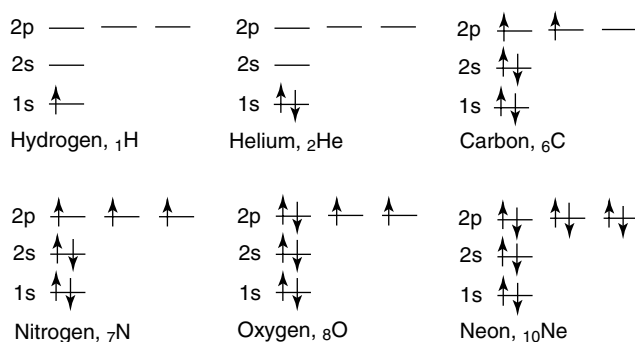 2p 2p 2p
2s 2s 2s
1s 1s 1s
Hydrogen, ₁H Helium, ₂He Carbon, ₆C
2p 2p 2p
2s 2s 2s
1s 1s 1s
Nitrogen, ₇N Oxygen, ₈O Neon, ₁₀Ne